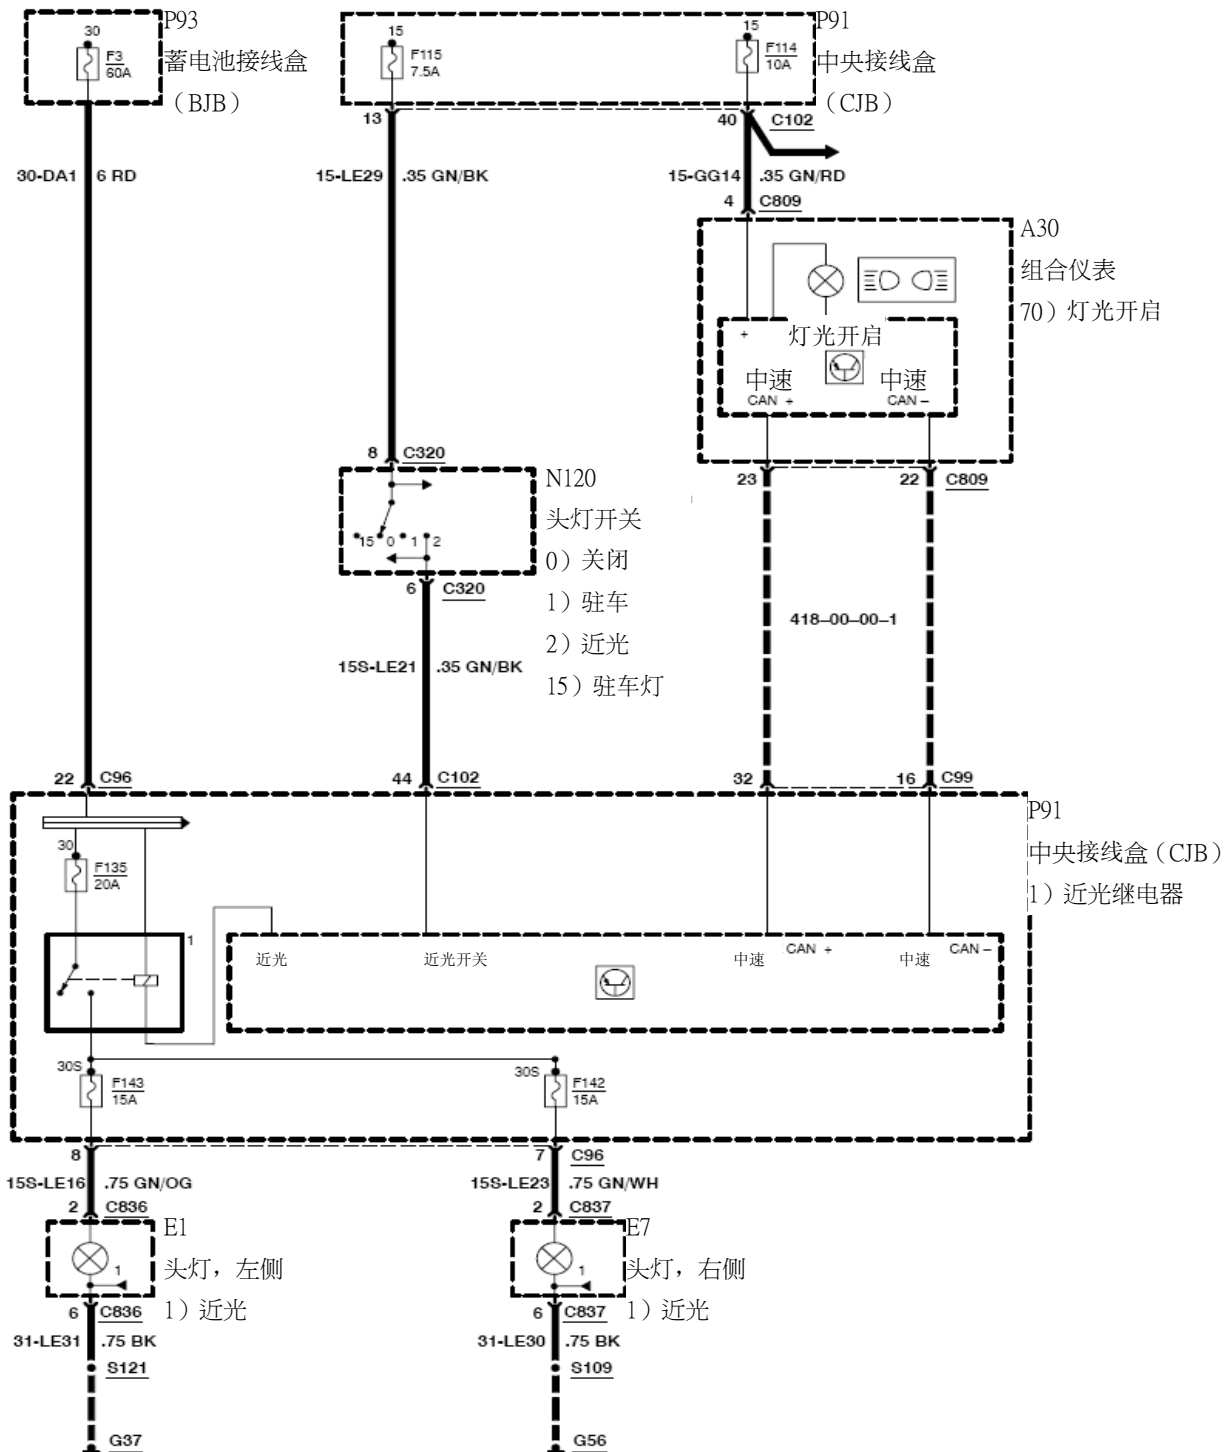 P93
蓄电池接线盒
（BJB）
30
F3
60A
15
F115
7.5A
15
F114
10A
P91
中央接线盒
（CJB）
13
40 C102
30-DA1 6 RD
15-LE29 .35 GN/BK
15-GG14 .35 GN/RD
4 C809
A30
组合仪表
70）灯光开启
+ 灯光开启
中速 中速
CAN + CAN –
23 22 C809
8 C320
N120
头灯开关
0）关闭
1）驻车
2）近光
15）驻车灯
15 0 1 2
6 C320
418–00–00–1
15S-LE21 .35 GN/BK
22 C96
44 C102
32 16 C99
P91
中央接线盒（CJB）
1）近光继电器
30
F135
20A
1
近光 近光开关 中速 CAN + 中速 CAN –
30S
F143
15A
30S
F142
15A
8 7 C96
15S-LE16 .75 GN/OG
15S-LE23 .75 GN/WH
2 C836
2 C837
E1
头灯，左侧
1）近光
1
E7
头灯，右侧
1）近光
1
6 C836
6 C837
31-LE31 .75 BK
31-LE30 .75 BK
S121
S109
G37
G56